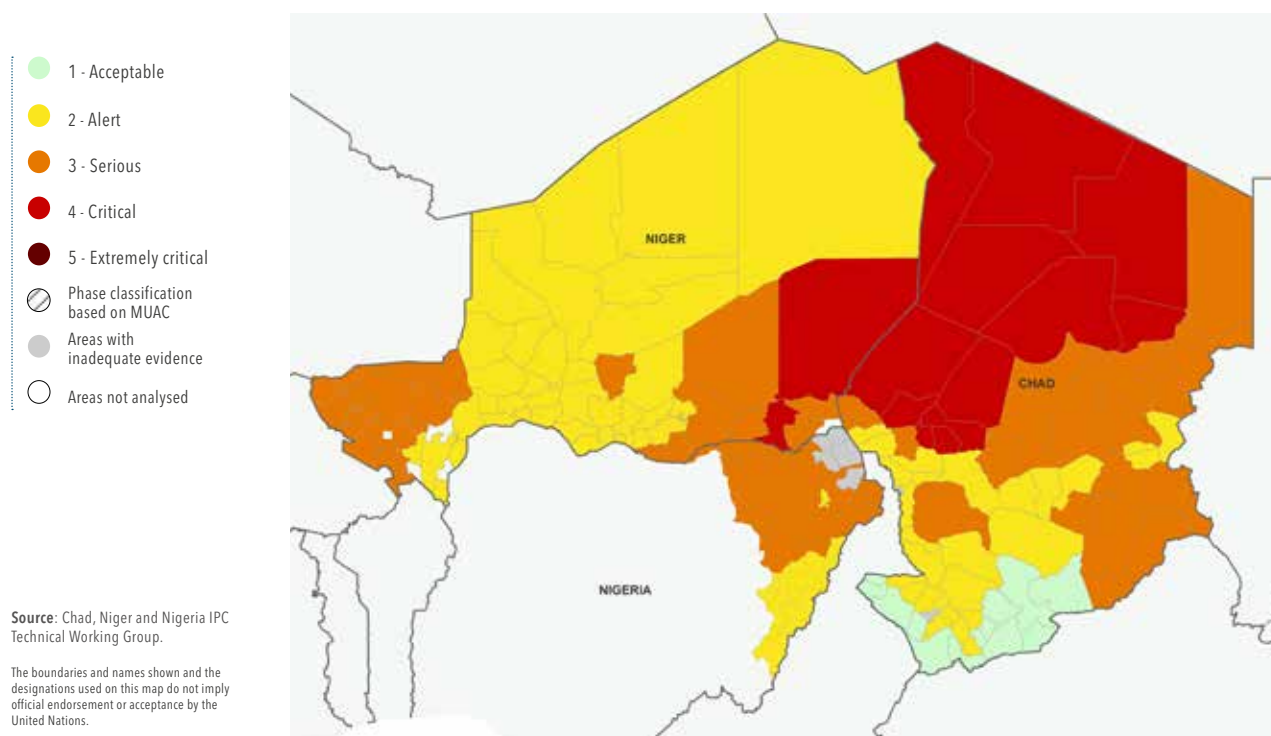 1 - Acceptable
2 - Alert
3 - Serious
4 - Critical
5 - Extremely critical
Phase classification
based on MUAC
Areas with
inadequate evidence
Areas not analysed
Source: Chad, Niger and Nigeria IPC
Technical Working Group.
The boundaries and names shown and the
designations used on this map do not imply
official endorsement or acceptance by the
United Nations.
NIGER
CHAD
NIGERIA